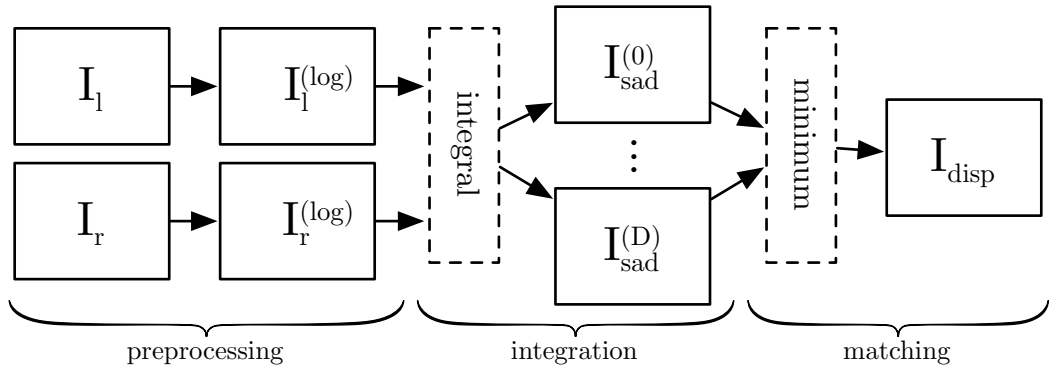 I_l
I_l^(log)
integral
I_sad^(0)
⋮
minimum
I_disp
I_r
I_r^(log)
I_sad^(D)
preprocessing
integration
matching